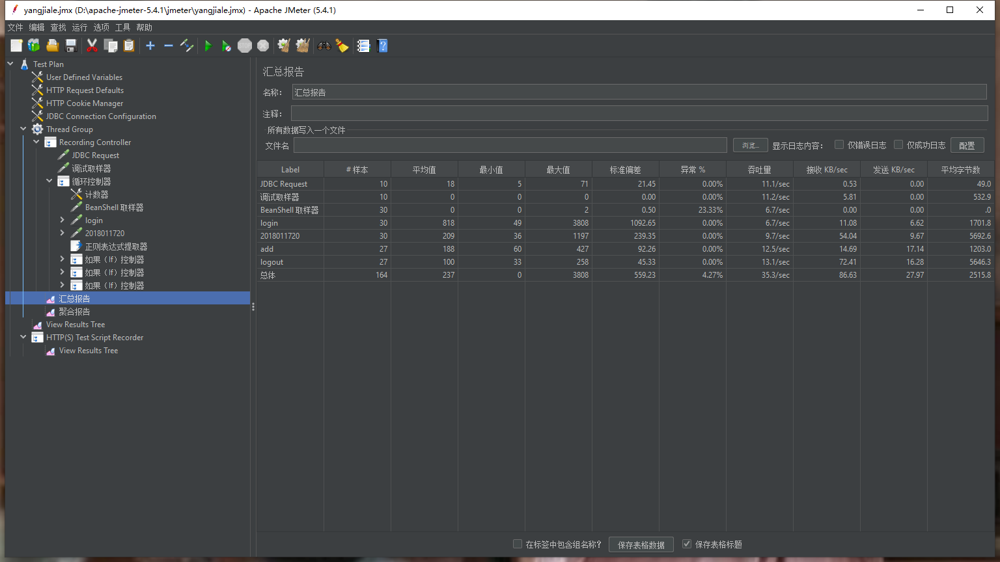 yangjiale.jmx (D:\apache-jmeter-5.4.1\jmeter\yangjiale.jmx) - Apache JMeter (5.4.1)
文件 编辑 查找 运行 选项 工具 帮助
STOP
Test Plan
User Defined Variables
HTTP Request Defaults
HTTP Cookie Manager
JDBC Connection Configuration
Thread Group
Recording Controller
JDBC Request
调试取样器
循环控制器
计数器
BeanShell 取样器
login
2018011720
正则表达式提取器
如果（If）控制器
如果（If）控制器
如果（If）控制器
汇总报告
聚合报告
View Results Tree
HTTP(S) Test Script Recorder
View Results Tree
汇总报告
名称： 汇总报告
注释：
所有数据写入一个文件
文件名 浏览... 显示日志内容： 仅错误日志 仅成功日志 配置
Label # 样本 平均值 最小值 最大值 标准偏差 异常 % 吞吐量 接收 KB/sec 发送 KB/sec 平均字节数
JDBC Request 10 18 5 71 21.45 0.00% 11.1/sec 0.53 0.00 49.0
调试取样器 10 0 0 0 0.00 0.00% 11.2/sec 5.81 0.00 532.9
BeanShell 取样器 30 0 0 2 0.50 23.33% 6.7/sec 0.00 0.00 .0
login 30 818 49 3808 1092.65 0.00% 6.7/sec 11.08 6.62 1701.8
2018011720 30 209 36 1197 239.35 0.00% 9.7/sec 54.04 9.67 5692.6
add 27 188 60 427 92.26 0.00% 12.5/sec 14.69 17.14 1203.0
logout 27 100 33 258 45.33 0.00% 13.1/sec 72.41 16.28 5646.3
总体 164 237 0 3808 559.23 4.27% 35.3/sec 86.63 27.97 2515.8
在标签中包含组名称? 保存表格数据 保存表格标题